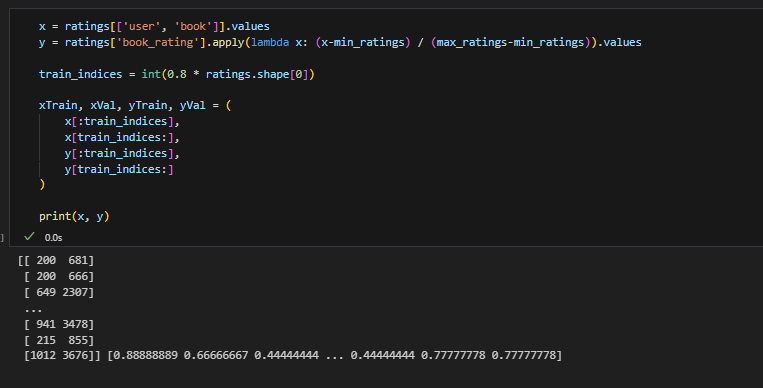 x = ratings[['user', 'book']].values
y = ratings['book_rating'].apply(lambda x: (x-min_ratings) / (max_ratings-min_ratings)).values
train_indices = int(0.8 * ratings.shape[0])
xTrain, xVal, yTrain, yVal = (
    x[:train_indices],
    x[train_indices:],
    y[:train_indices],
    y[train_indices:]
)
print(x, y)
] ✓ 0.0s
[[ 200  681]
 [ 200  666]
 [ 649 2307]
 ...
 [ 941 3478]
 [ 215  855]
 [1012 3676]] [0.88888889 0.66666667 0.44444444 ... 0.44444444 0.77777778 0.77777778]